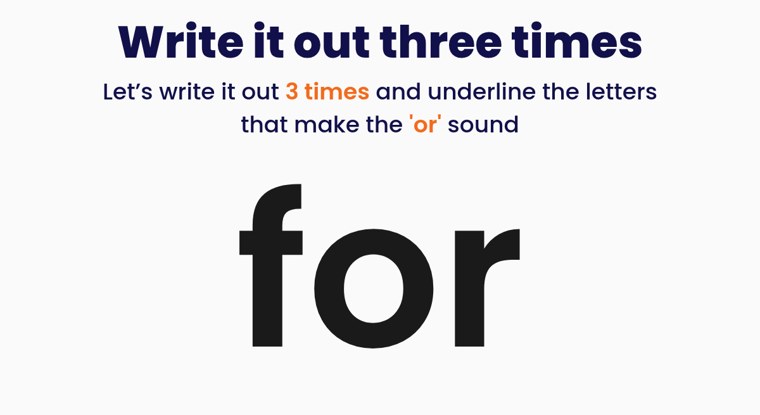 Write it out three times
Let’s write it out 3 times and underline the letters
that make the 'or' sound
for